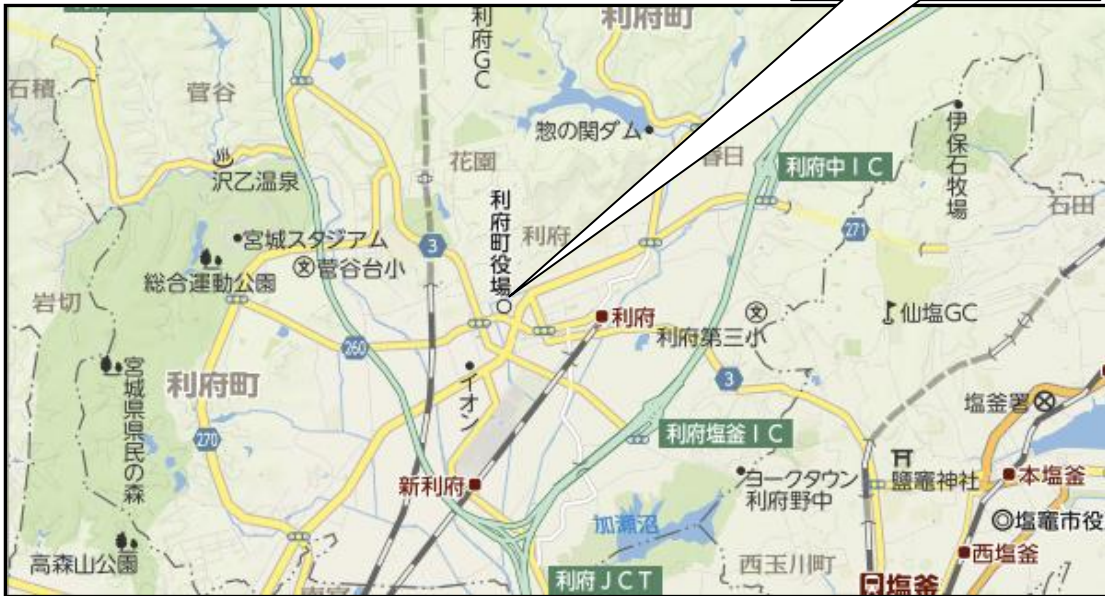 利府GC
利府町
石積
菅谷
惣の関ダム
春日
伊保石牧場
花園
利府中IC
沢乙温泉
利府町役場
石田
271
宮城スタジアム
3
利府
文
菅谷台小
総合運動公園
岩切
利府
文
仙塩GC
利府第三小
260
宮城県県民の森
利府町
イオン
3
塩釜署
270
利府塩釜IC
ヨークタウン
利府野中
鹽竈神社
本塩釜
新利府
加瀬沼
◎塩竈市役
高森山公園
西玉川町
西塩釜
利府JCT
塩釜